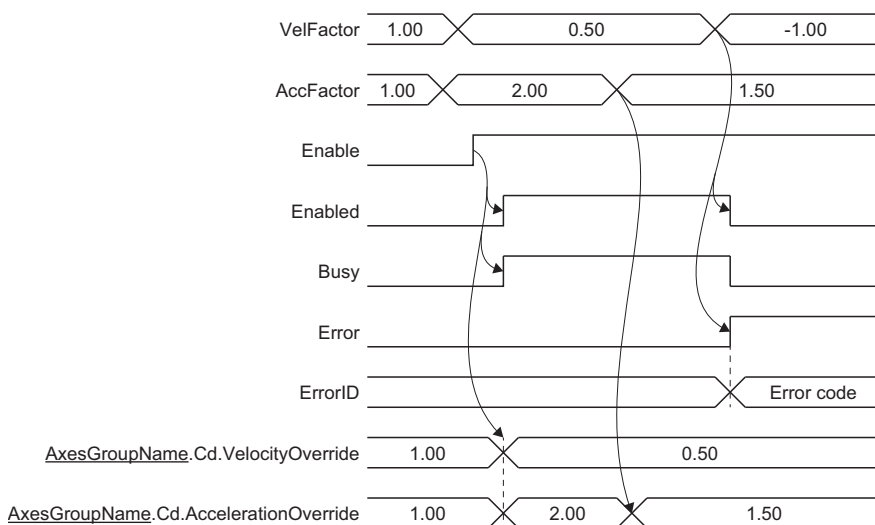 VelFactor 1.00 0.50 -1.00
AccFactor 1.00 2.00 1.50
Enable
Enabled
Busy
Error
ErrorID Error code
AxesGroupName.Cd.VelocityOverride 1.00 0.50
AxesGroupName.Cd.AccelerationOverride 1.00 2.00 1.50